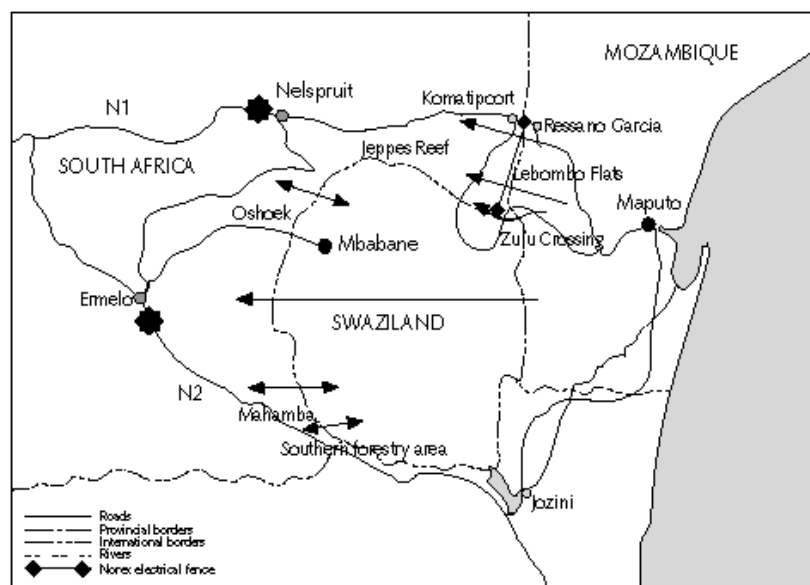 MOZAMBIQUE
Nelspruit
N1
Komatipoort
Ressano Garcia
Jeppes Reef
SOUTH AFRICA
Lebombo Flats
Maputo
Oshoek
Mbabane
Zulu Crossing
Ermelo
SWAZILAND
N2
Mahamba
Southern forestry area
Jozini
Roads
Provincial borders
International borders
Rivers
Norex electrical fence